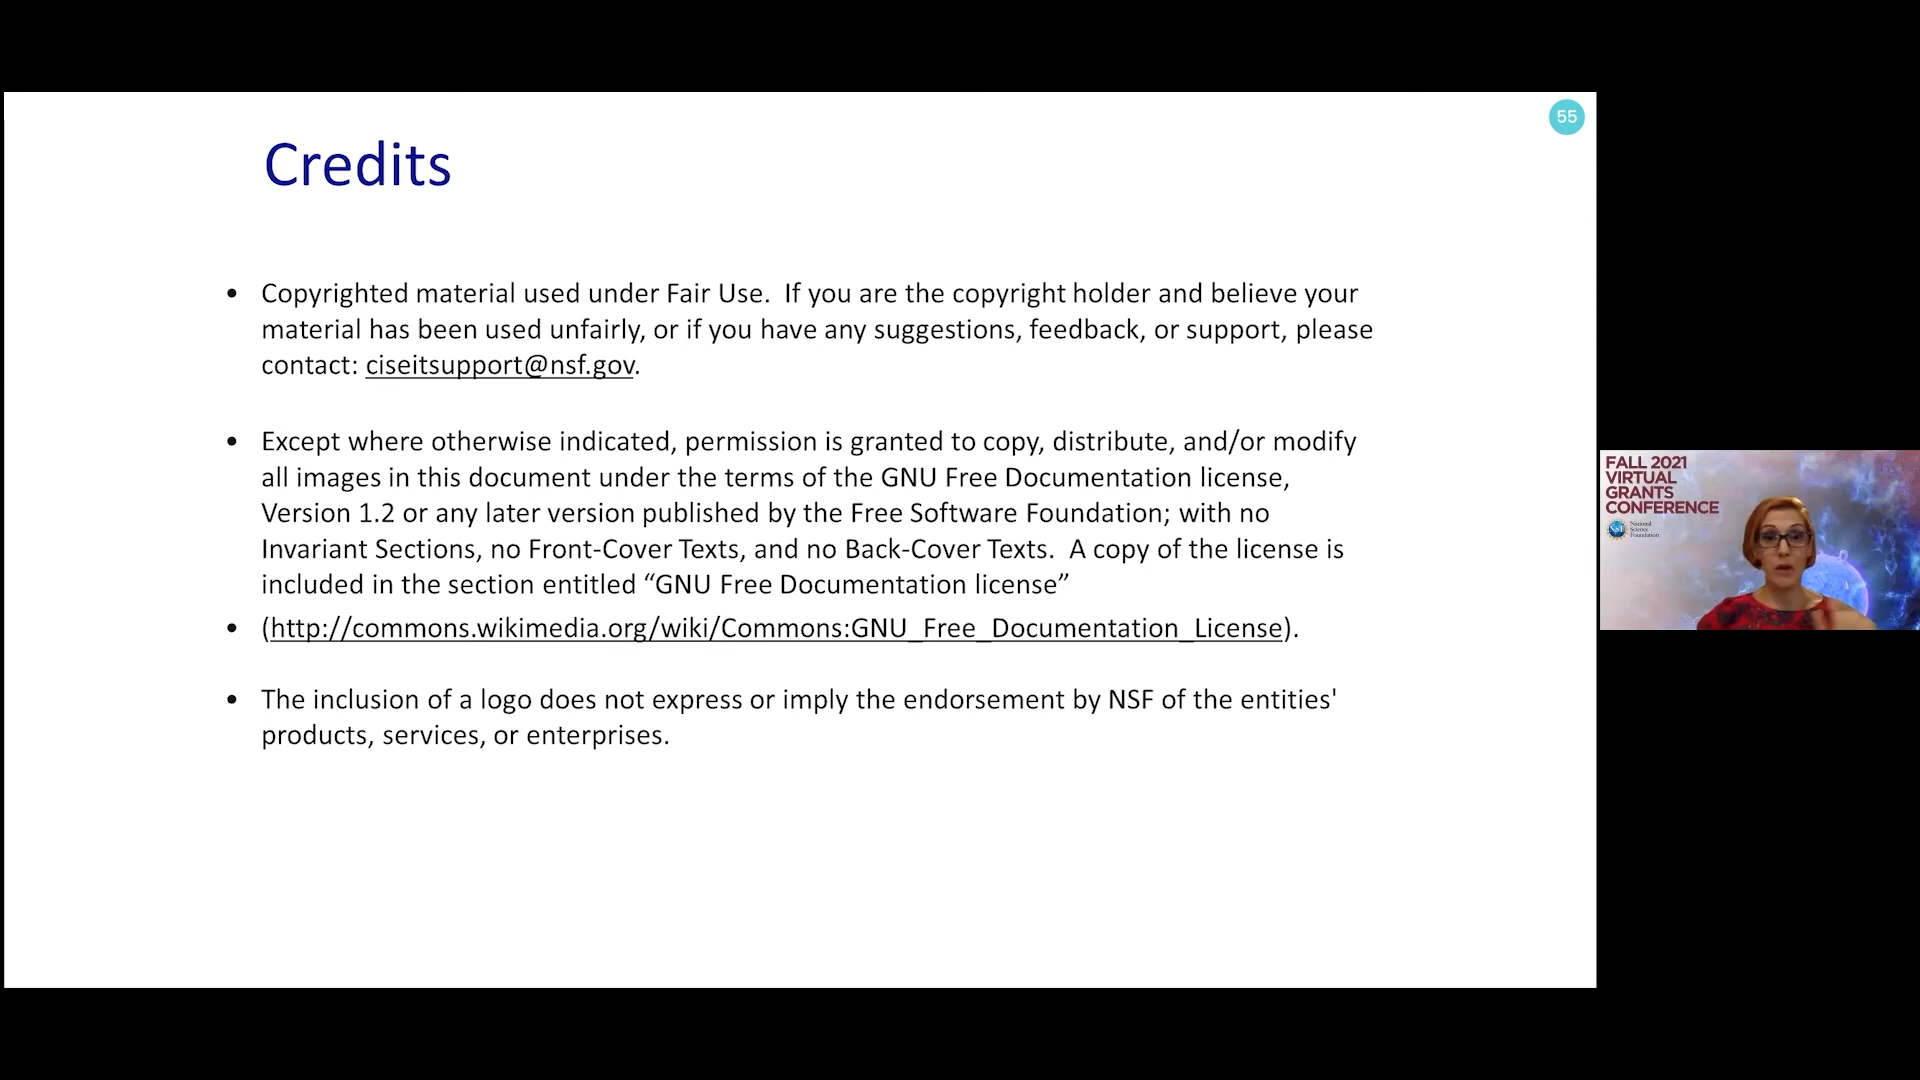 55
Credits
• Copyrighted material used under Fair Use.  If you are the copyright holder and believe your
material has been used unfairly, or if you have any suggestions, feedback, or support, please
contact: ciseitsupport@nsf.gov.
• Except where otherwise indicated, permission is granted to copy, distribute, and/or modify
all images in this document under the terms of the GNU Free Documentation license,
Version 1.2 or any later version published by the Free Software Foundation; with no
Invariant Sections, no Front-Cover Texts, and no Back-Cover Texts.  A copy of the license is
included in the section entitled “GNU Free Documentation license”
• (http://commons.wikimedia.org/wiki/Commons:GNU_Free_Documentation_License).
• The inclusion of a logo does not express or imply the endorsement by NSF of the entities'
products, services, or enterprises.
FALL 2021
VIRTUAL
GRANTS
CONFERENCE
NSF
National
Science
Foundation